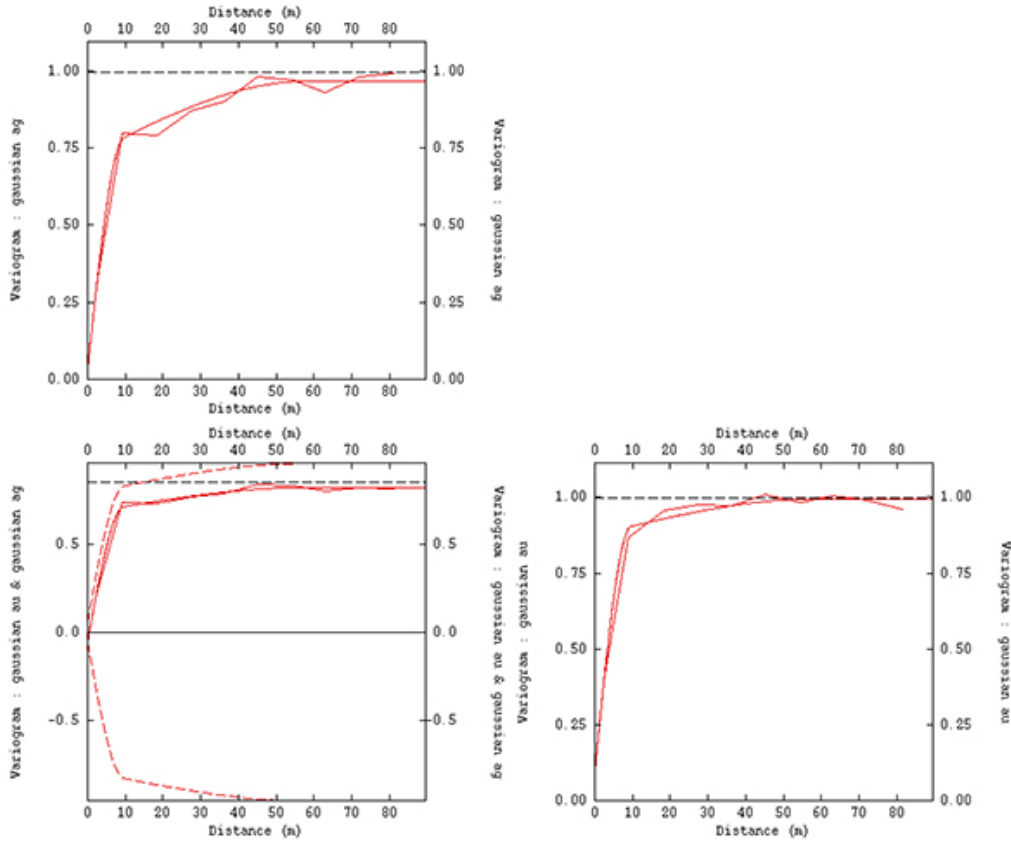 Distance (m)
0 10 20 30 40 50 60 70 80
1.00 1.00
0.75 0.75
0.50 0.50
0.25 0.25
0.00 0.00
Variogram : gaussian ag
Variogram : gaussian ag
0 10 20 30 40 50 60 70 80
Distance (m)
Distance (m)
0 10 20 30 40 50 60 70 80
0.5 0.5
0.0 0.0
-0.5 -0.5
Variogram : gaussian au & gaussian ag
Variogram : gaussian au & gaussian ag
0 10 20 30 40 50 60 70 80
Distance (m)
Distance (m)
0 10 20 30 40 50 60 70 80
1.00 1.00
0.75 0.75
0.50 0.50
0.25 0.25
0.00 0.00
Variogram : gaussian au
Variogram : gaussian au
0 10 20 30 40 50 60 70 80
Distance (m)